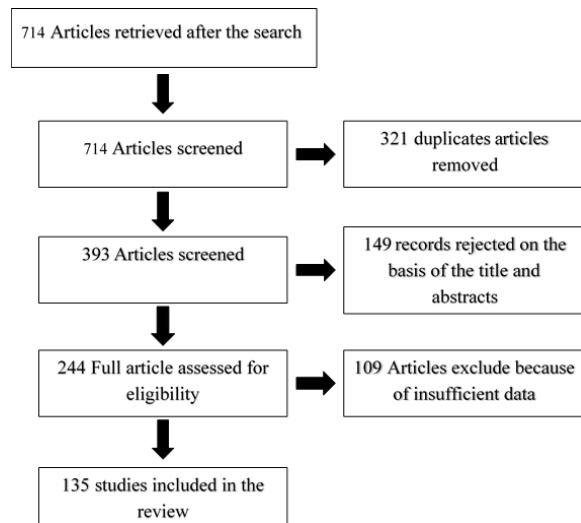 714 Articles retrieved after the search
714 Articles screened
321 duplicates articles
removed
393 Articles screened
149 records rejected on
the basis of the title and
abstracts
244 Full article assessed for
eligibility
109 Articles exclude because
of insufficient data
135 studies included in the
review